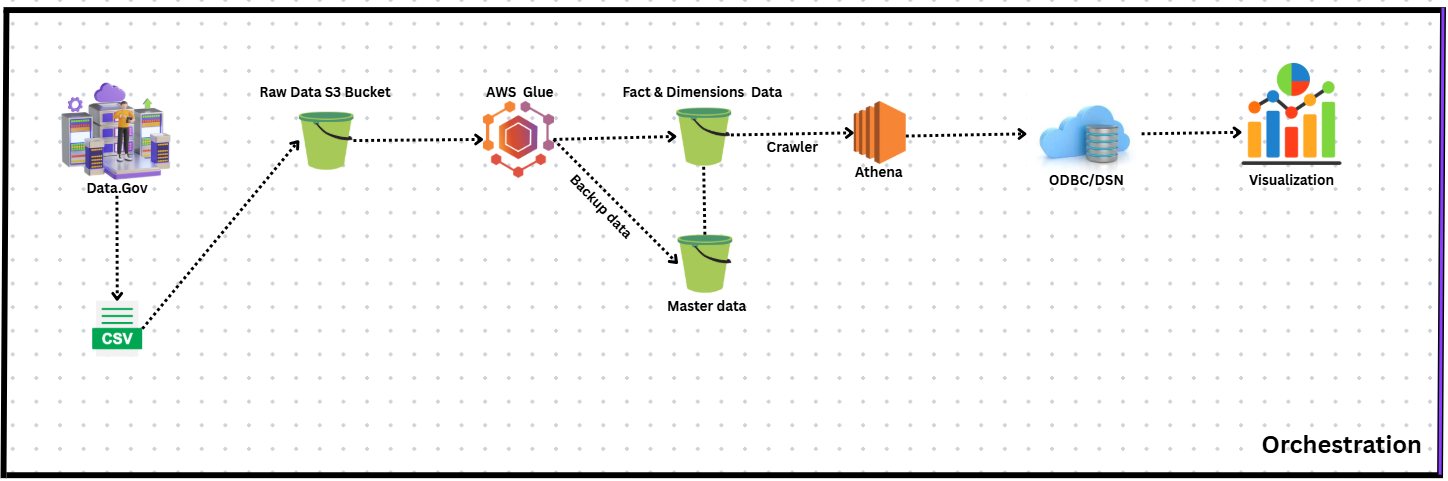 Raw Data S3 Bucket
AWS Glue
Fact & Dimensions Data
Crawler
Athena
Data.Gov
ODBC/DSN
Visualization
Backup data
Master data
CSV
Orchestration